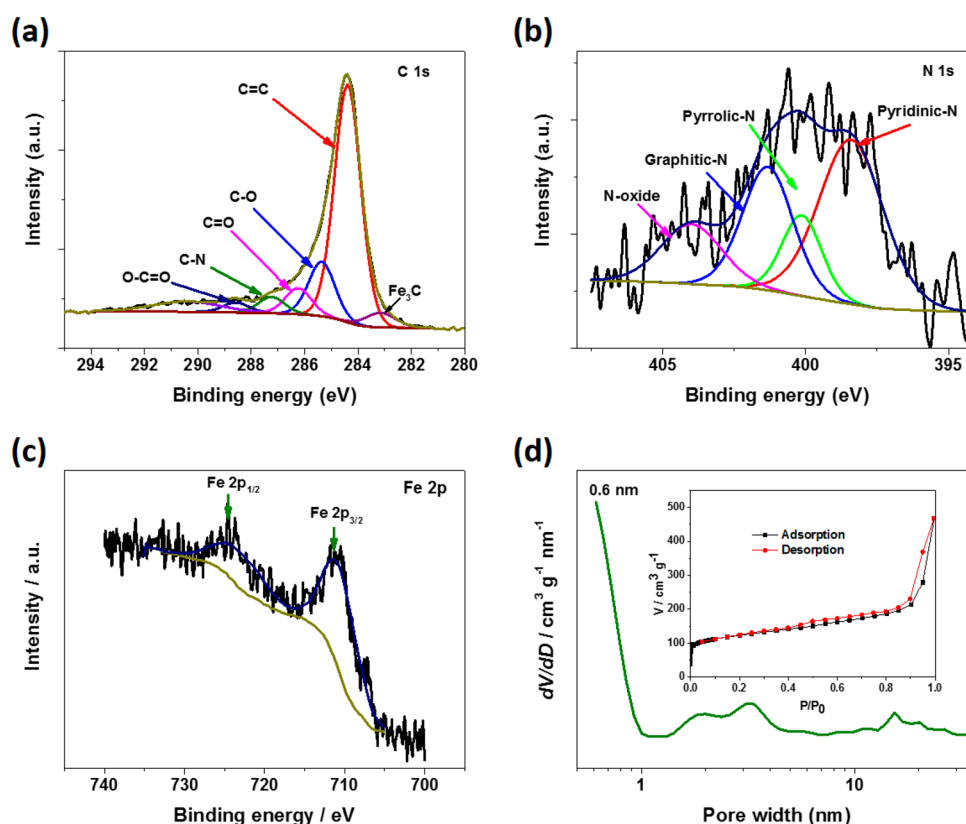 (a)
C 1s
C=C
C-O
C=O
C-N
O-C=O
Fe₃C
Intensity (a.u.)
294 292 290 288 286 284 282 280
Binding energy (eV)
(b)
N 1s
Pyrrolic-N
Pyridinic-N
Graphitic-N
N-oxide
Intensity (a.u.)
405 400 395
Binding energy (eV)
(c)
Fe 2p₁/₂
Fe 2p
Fe 2p₃/₂
Intensity / a.u.
740 730 720 710 700
Binding energy / eV
(d)
0.6 nm
500
400
300
200
100
0
V / cm³ g⁻¹
Adsorption
Desorption
0.0 0.2 0.4 0.6 0.8 1.0
P/P₀
dV/dD / cm³ g⁻¹ nm⁻¹
1 10
Pore width (nm)